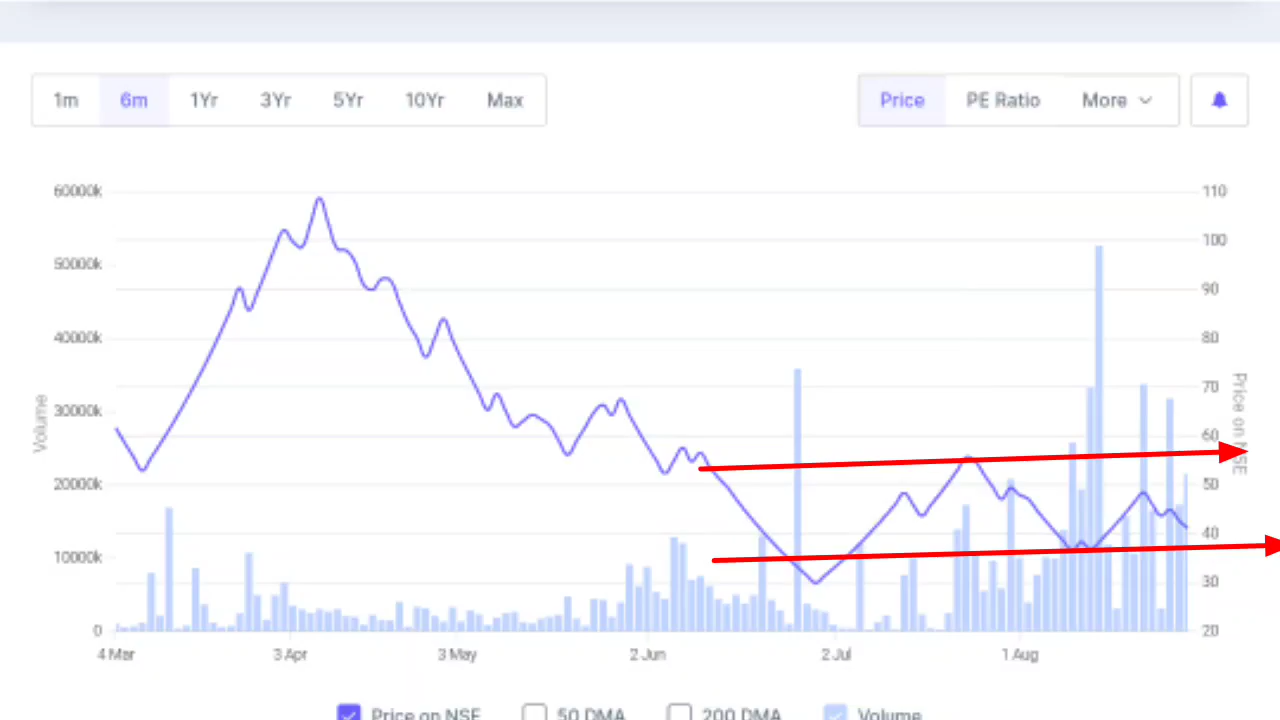 1m 6m 1Yr 3Yr 5Yr 10Yr Max
Price PE Ratio More
60000k 110
100
50000k
90
40000k 80
70
30000k
60
20000k 50
40
10000k
30
0 20
Volume
Price on NSE
4 Mar 3 Apr 3 May 2 Jun 2 Jul 1 Aug
Price on NSE 50 DMA 200 DMA Volume